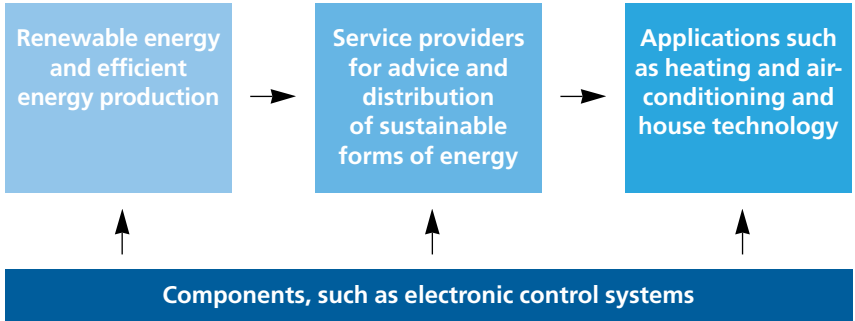 Renewable energy
and efficient
energy production
Service providers
for advice and
distribution
of sustainable
forms of energy
Applications such
as heating and air-
conditioning and
house technology
Components, such as electronic control systems